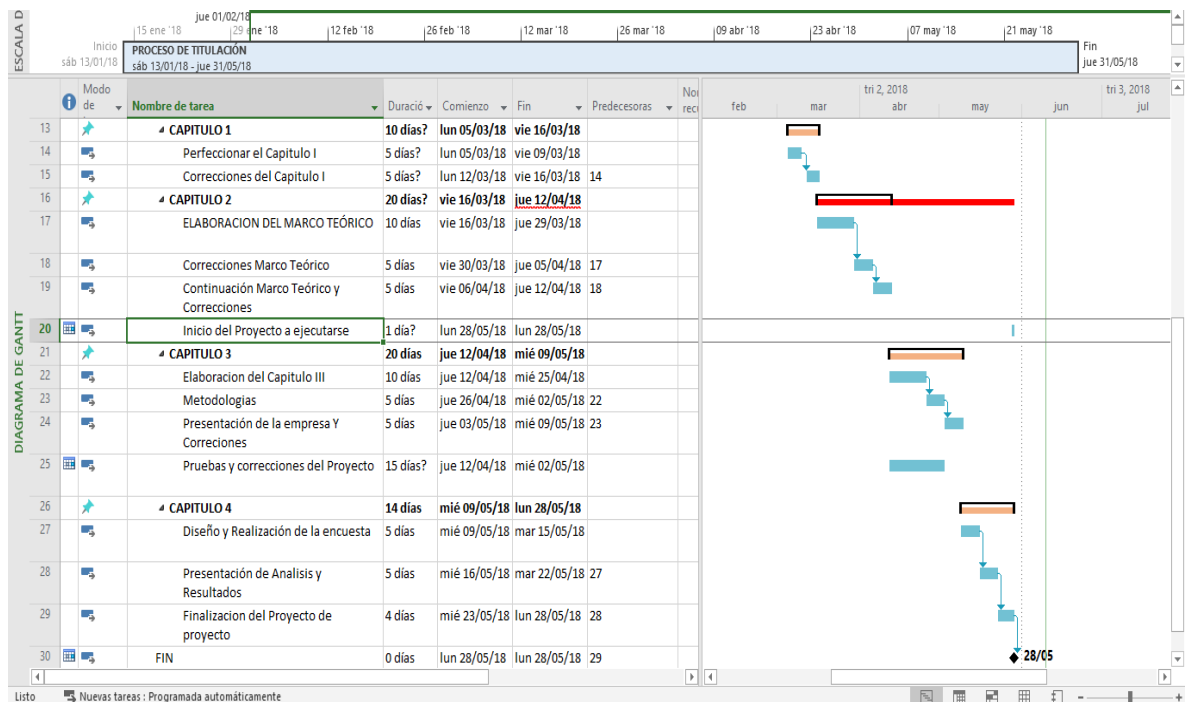 ESCALA D
jue 01/02/18
15 ene '18 29 ene '18 12 feb '18 26 feb '18 12 mar '18 26 mar '18 09 abr '18 23 abr '18 07 may '18 21 may '18
Inicio
sáb 13/01/18
PROCESO DE TITULACIÓN
sáb 13/01/18 - jue 31/05/18
Fin
jue 31/05/18
DIAGRAMA DE GANTT
Modo
de Nombre de tarea Duració Comienzo Fin Predecesoras
tri 2, 2018 tri 3, 2018
feb mar abr may jun jul
13 CAPITULO 1 10 días? lun 05/03/18 vie 16/03/18
14 Perfeccionar el Capitulo I 5 días? lun 05/03/18 vie 09/03/18
15 Correcciones del Capitulo I 5 días? lun 12/03/18 vie 16/03/18 14
16 CAPITULO 2 20 días? vie 16/03/18 jue 12/04/18
17 ELABORACION DEL MARCO TEÓRICO 10 días vie 16/03/18 jue 29/03/18
18 Correcciones Marco Teórico 5 días vie 30/03/18 jue 05/04/18 17
19 Continuación Marco Teórico y 5 días vie 06/04/18 jue 12/04/18 18
Correcciones
20 Inicio del Proyecto a ejecutarse 1 día? lun 28/05/18 lun 28/05/18
21 CAPITULO 3 20 días jue 12/04/18 mié 09/05/18
22 Elaboracion del Capitulo III 10 días jue 12/04/18 mié 25/04/18
23 Metodologias 5 días jue 26/04/18 mié 02/05/18 22
24 Presentación de la empresa Y 5 días jue 03/05/18 mié 09/05/18 23
Correciones
25 Pruebas y correcciones del Proyecto 15 días? jue 12/04/18 mié 02/05/18
26 CAPITULO 4 14 días mié 09/05/18 lun 28/05/18
27 Diseño y Realización de la encuesta 5 días mié 09/05/18 mar 15/05/18
28 Presentación de Analisis y 5 días mié 16/05/18 mar 22/05/18 27
Resultados
29 Finalizacion del Proyecto de 4 días mié 23/05/18 lun 28/05/18 28
proyecto
30 FIN 0 días lun 28/05/18 lun 28/05/18 29
28/05
Listo Nuevas tareas : Programada automáticamente